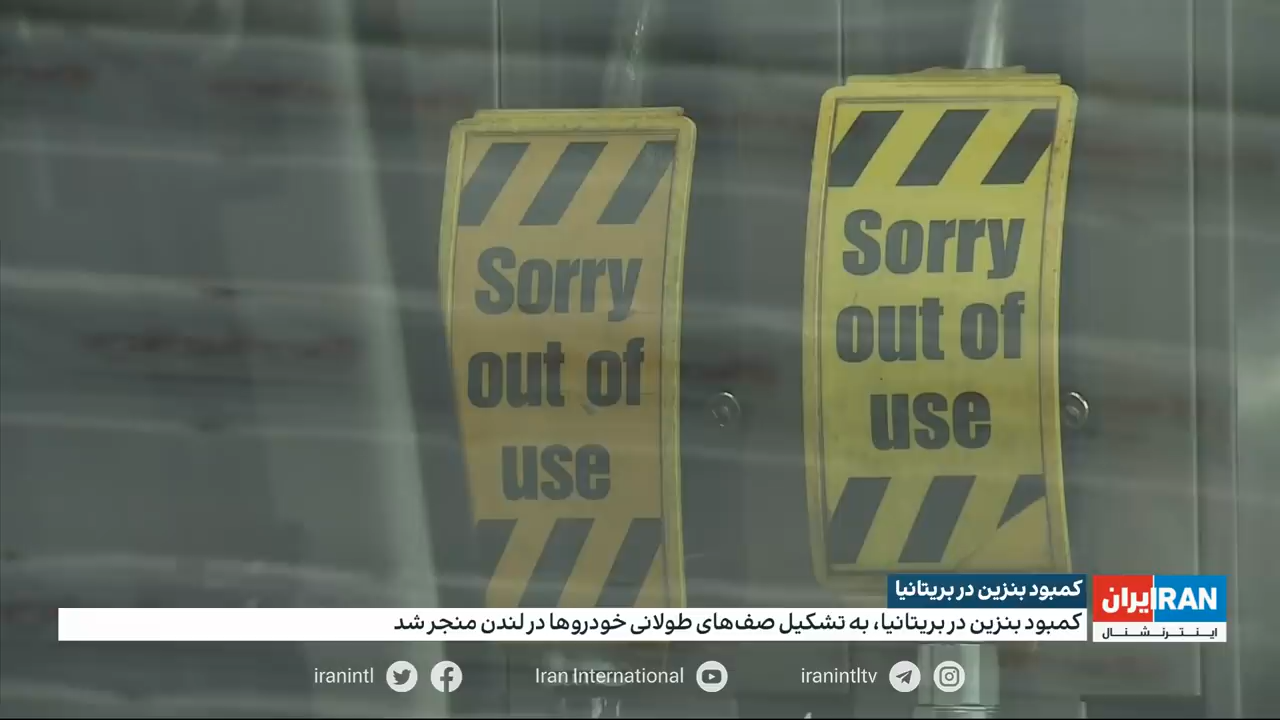 Sorry
out of
use
Sorry
out of
use
کمبود بنزین در بریتانیا
کمبود بنزین در بریتانیا، به تشکیل صف‌های طولانی خودروها در لندن منجر شد
ایران IRAN
اینترنشنال
iranintl
Iran International
iranintltv